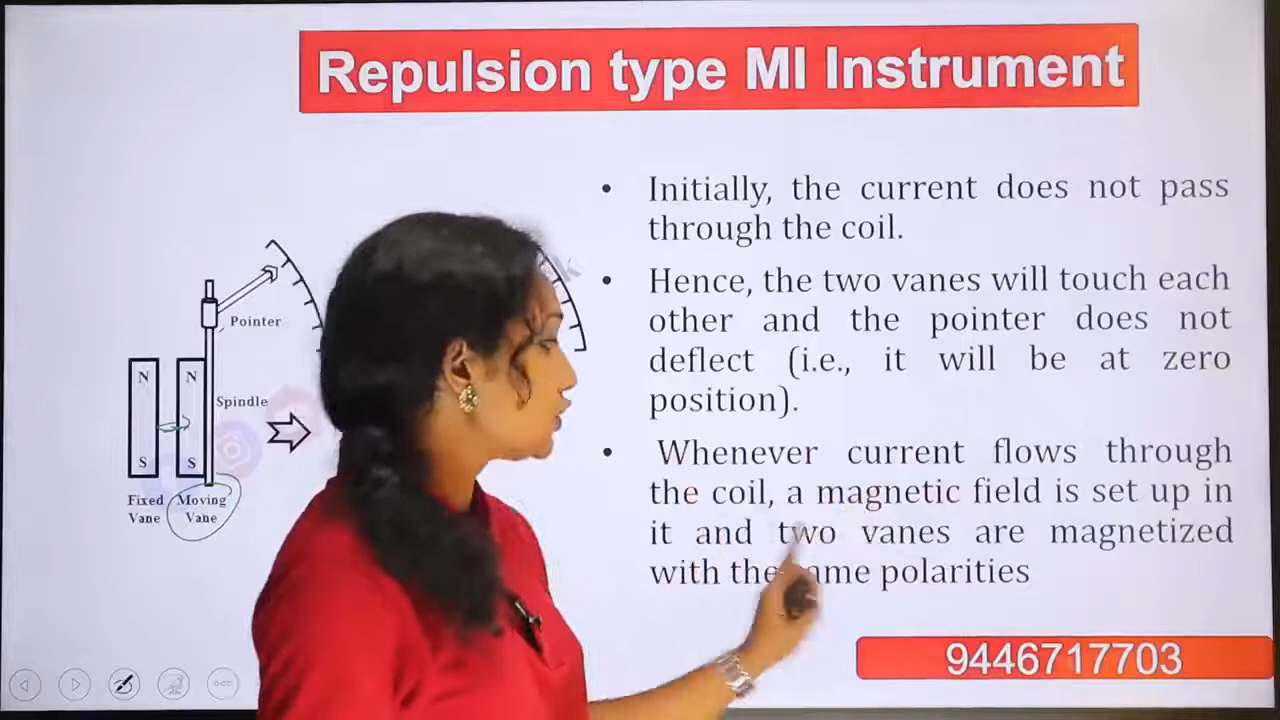 Repulsion type MI Instrument
• Initially, the current does not pass
through the coil.
• Hence, the two vanes will touch each
other and the pointer does not
deflect (i.e., it will be at zero
position).
• Whenever current flows through
the coil, a magnetic field is set up in
it and two vanes are magnetized
with the same polarities
Pointer
N N
Spindle
S S
Fixed Moving
Vane Vane
9446717703